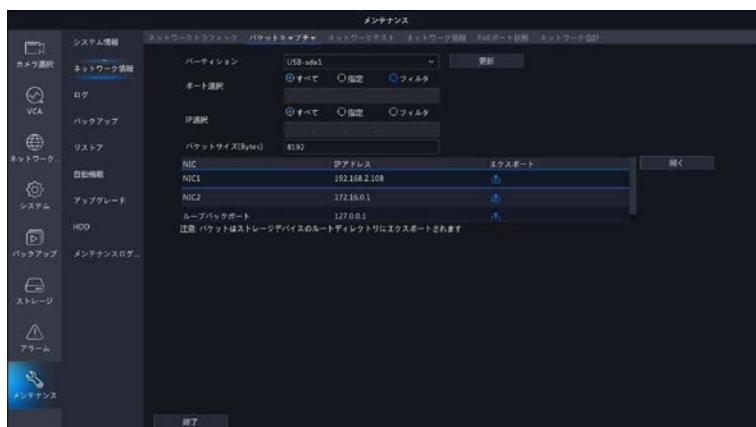 メンテナンス
ネットワークトラフィック パケットキャプチャ ネットワークテスト ネットワーク情報 PoEポート状態 ネットワーク合計
カメラ選択
VCA
ネットワーク...
システム
バックアップ
ストレージ
アラーム
メンテナンス
システム情報
ネットワーク情報
ログ
バックアップ
リストア
自動機能
アップグレード
HDD
メンテナンスログ...
パーティション USB-sda1 更新
ポート選択 すべて 指定 フィルタ
IP選択 すべて 指定 フィルタ
パケットサイズ(Bytes) 8192
NIC IPアドレス エクスポート 開く
NIC1 192.168.2.108
NIC2 172.16.0.1
ループバックポート 127.0.0.1
注意: パケットはストレージデバイスのルートディレクトリにエクスポートされます
終了